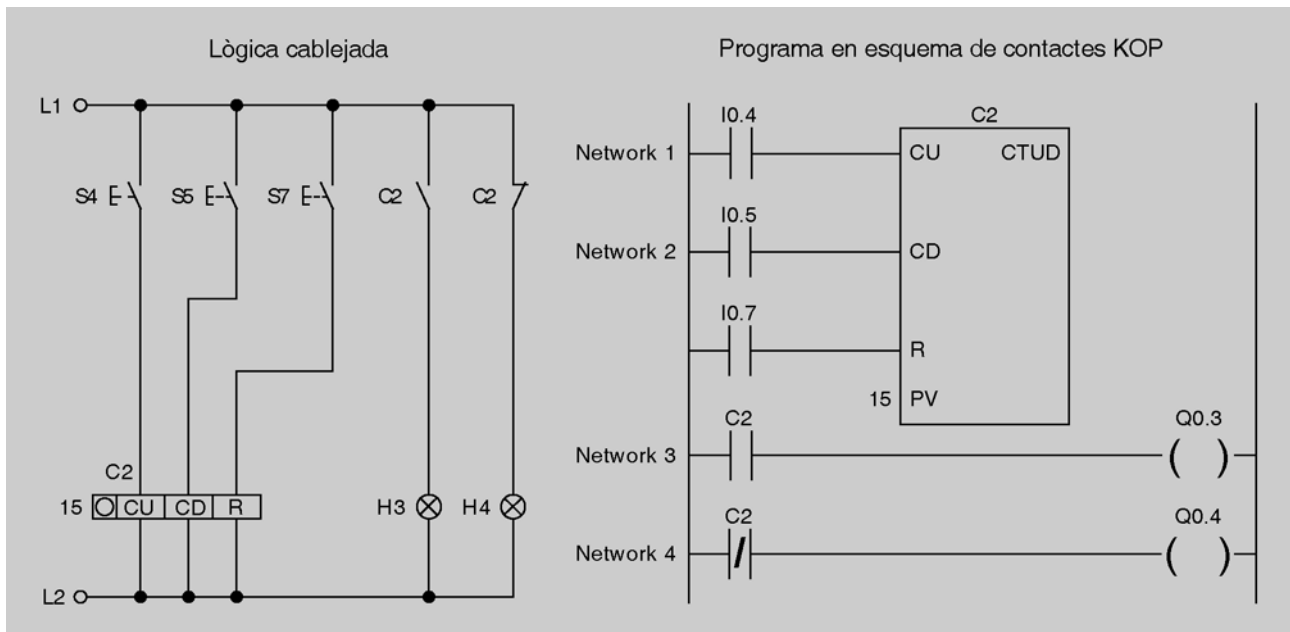 Lògica cablejada
L1
S4
S5
S7
C2
C2
C2
15
CU
CD
R
H3
H4
L2
Programa en esquema de contactes KOP
I0.4
C2
Network 1
CU
CTUD
I0.5
Network 2
CD
I0.7
R
15
PV
C2
Q0.3
Network 3
( )
C2
Q0.4
Network 4
( )